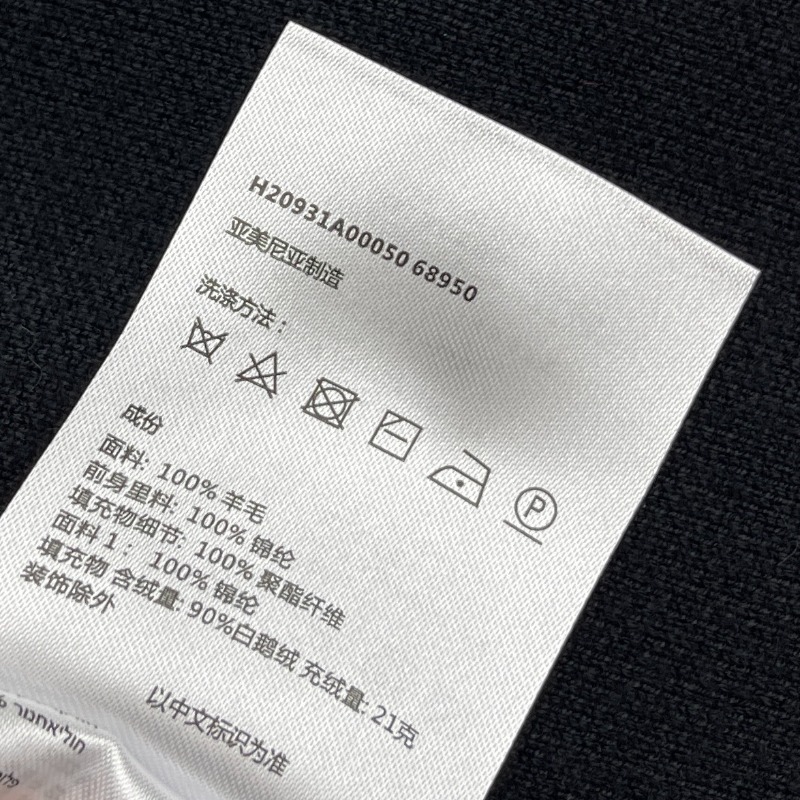 H20931A00050 68950
亚美尼亚制造
洗涤方法：
P
成份
面料: 100% 羊毛
前身里料: 100% 锦纶
填充物细节: 100% 聚酯纤维
面料1： 100% 锦纶
填充物 含绒量: 90%白鹅绒 充绒量: 21克
装饰除外
以中文标识为准